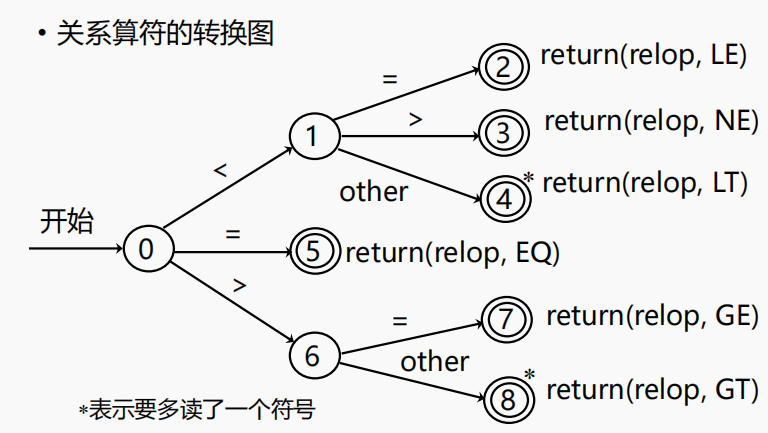 • 关系算符的转换图
= 2 return(relop, LE)
1 > 3 return(relop, NE)
< other 4 * return(relop, LT)
开始 0 = 5 return(relop, EQ)
> = 7 return(relop, GE)
6 other 8 * return(relop, GT)
*表示要多读了一个符号